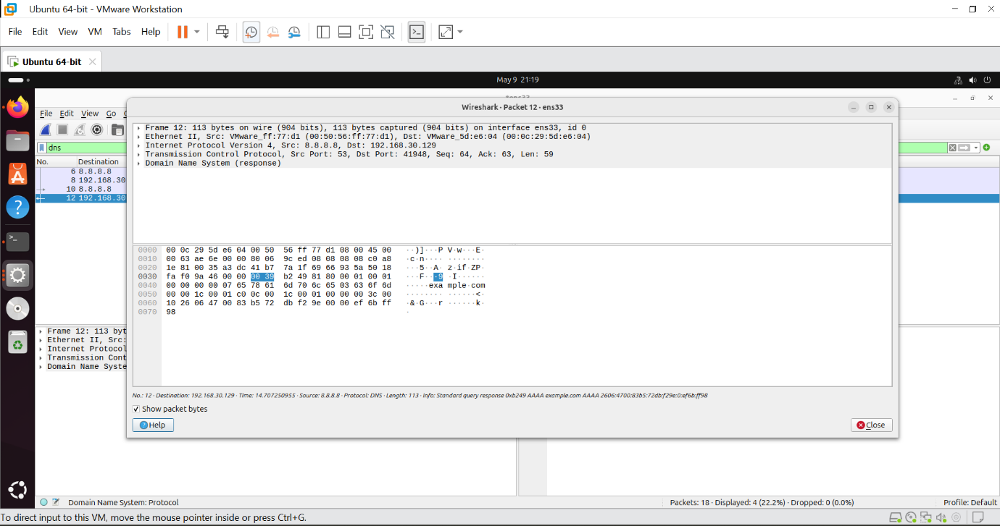 Ubuntu 64-bit - VMware Workstation
File Edit View VM Tabs Help
Ubuntu 64-bit
May 9 21:19
Wireshark · Packet 12 · ens33
File Edit View Go
dns
No. Destination
6 8.8.8.8
8 192.168.30
10 8.8.8.8
12 192.168.30
Frame 12: 113 bytes on wire (904 bits), 113 bytes captured (904 bits) on interface ens33, id 0
Ethernet II, Src: VMware_ff:77:d1 (00:50:56:ff:77:d1), Dst: VMware_5d:e6:04 (00:0c:29:5d:e6:04)
Internet Protocol Version 4, Src: 8.8.8.8, Dst: 192.168.30.129
Transmission Control Protocol, Src Port: 53, Dst Port: 41948, Seq: 64, Ack: 63, Len: 59
Domain Name System (response)
0000 00 0c 29 5d e6 04 00 50 56 ff 77 d1 08 00 45 00 ··)]···P V·w···E·
0010 00 63 ae 6e 00 00 80 06 9c ed 08 08 08 08 c0 a8 ·c·n···· ········
0020 1e 81 00 35 a3 dc 41 b7 7a 1f 69 66 93 5a 50 18 ···5··A· z·if·ZP·
0030 fa f0 9a 46 00 00 00 39 b2 49 81 80 00 01 00 01 ···F···9 ·I······
0040 00 00 00 00 07 65 78 61 6d 70 6c 65 03 63 6f 6d ·····exa mple·com
0050 00 00 1c 00 01 c0 0c 00 1c 00 01 00 00 00 3c 00 ········ ······<·
0060 10 26 06 47 00 83 b5 72 db f2 9e 00 00 ef 6b ff ·&·G···r ······k·
0070 98 ·
Frame 12: 113 byt
Ethernet II, Src:
Internet Protocol
Transmission Cont
Domain Name Syste
No.: 12 · Destination: 192.168.30.129 · Time: 14.707250955 · Source: 8.8.8.8 · Protocol: DNS · Length: 113 · Info: Standard query response 0xb249 AAAA example.com AAAA 2606:4700:83b5:72db:f29e:0:ef6b:ff98
Show packet bytes
Help Close
Domain Name System: Protocol Packets: 18 · Displayed: 4 (22.2%) · Dropped: 0 (0.0%) Profile: Default
To direct input to this VM, move the mouse pointer inside or press Ctrl+G.